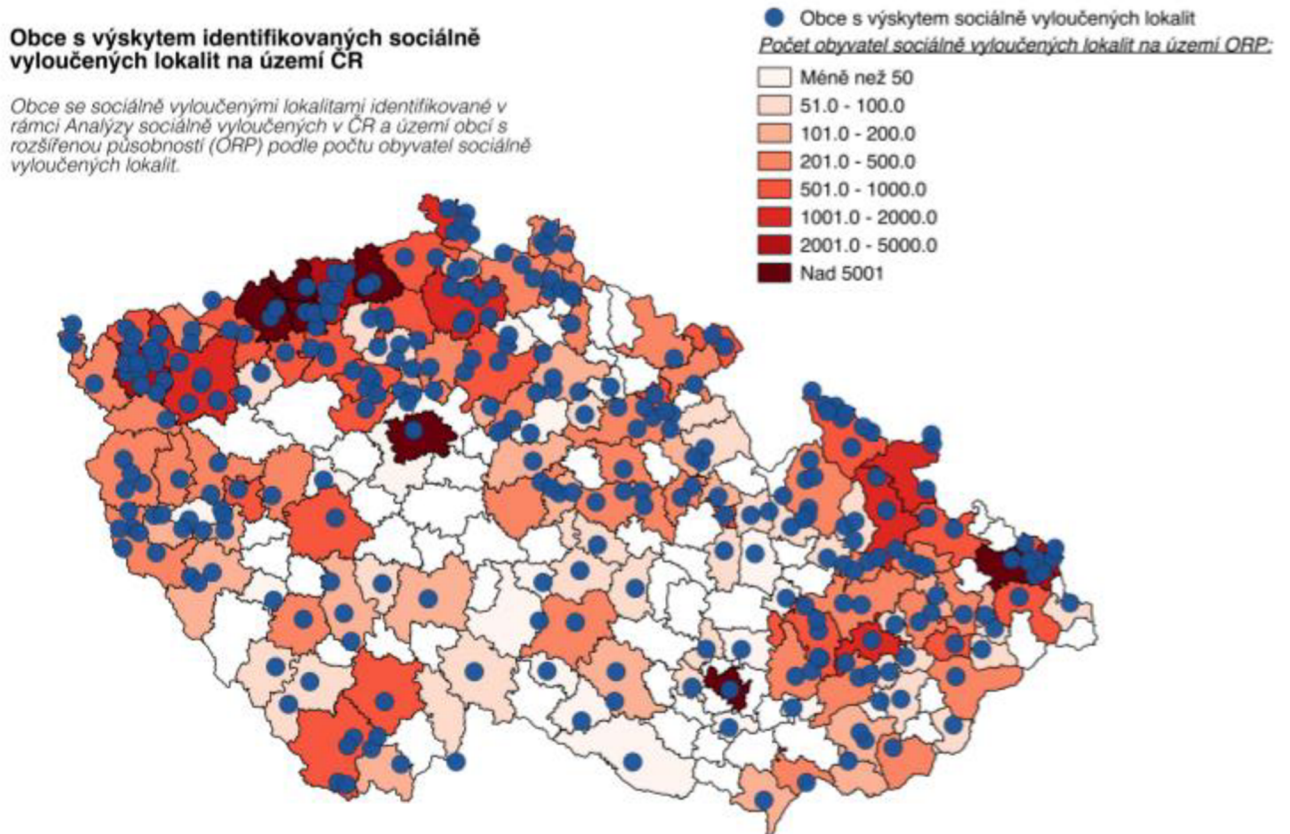 Obce s výskytem identifikovaných sociálně
vyloučených lokalit na území ČR
Obce se sociálně vyloučenými lokalitami identifikované v
rámci Analýzy sociálně vyloučených v ČR a území obcí s
rozšířenou působností (ORP) podle počtu obyvatel sociálně
vyloučených lokalit.
Obce s výskytem sociálně vyloučených lokalit
Počet obyvatel sociálně vyloučených lokalit na území ORP:
Méně než 50
51.0 - 100.0
101.0 - 200.0
201.0 - 500.0
501.0 - 1000.0
1001.0 - 2000.0
2001.0 - 5000.0
Nad 5001